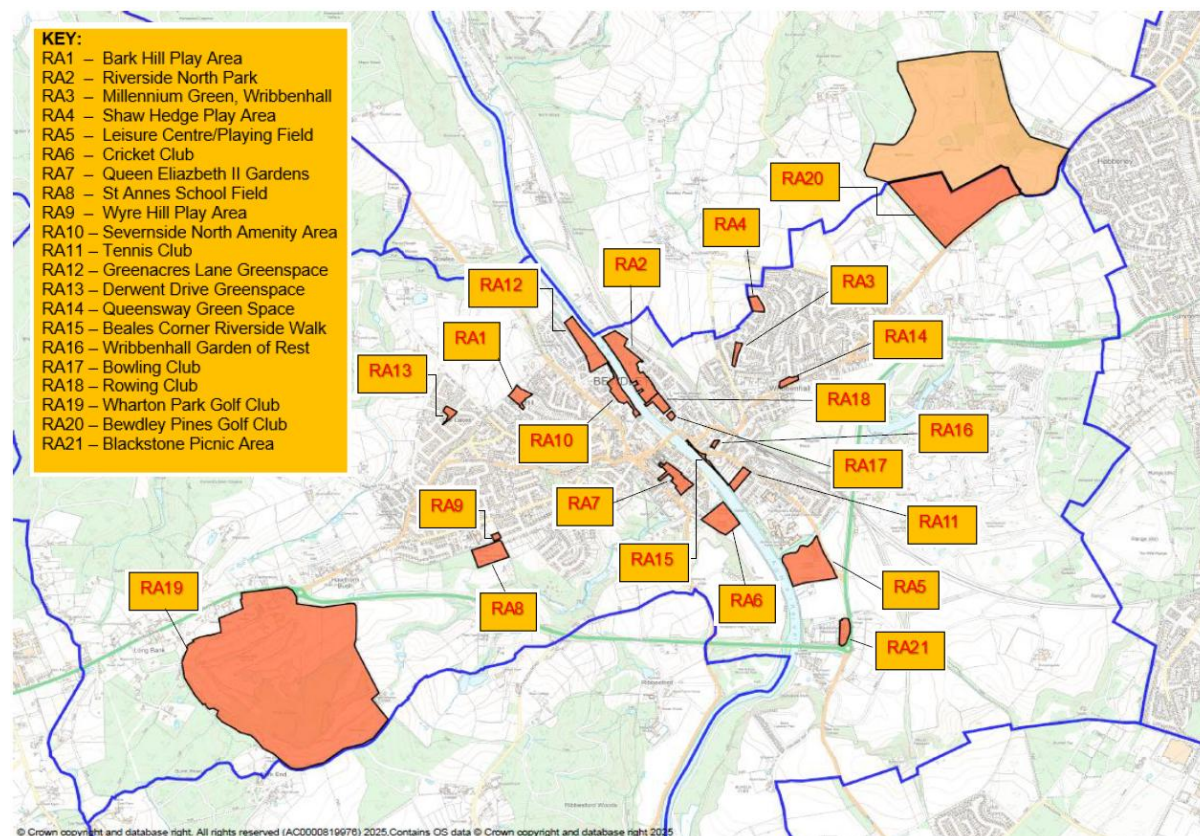 KEY:
RA1 – Bark Hill Play Area
RA2 – Riverside North Park
RA3 – Millennium Green, Wribbenhall
RA4 – Shaw Hedge Play Area
RA5 – Leisure Centre/Playing Field
RA6 – Cricket Club
RA7 – Queen Eliazbeth II Gardens
RA8 – St Annes School Field
RA9 – Wyre Hill Play Area
RA10 – Severnside North Amenity Area
RA11 – Tennis Club
RA12 – Greenacres Lane Greenspace
RA13 – Derwent Drive Greenspace
RA14 – Queensway Green Space
RA15 – Beales Corner Riverside Walk
RA16 – Wribbenhall Garden of Rest
RA17 – Bowling Club
RA18 – Rowing Club
RA19 – Wharton Park Golf Club
RA20 – Bewdley Pines Golf Club
RA21 – Blackstone Picnic Area
Habberley
RA20
RA4
RA2
RA3
RA12
RA1
RA14
RA13
RA18
RA10
RA16
RA17
RA9
RA7
RA11
RA15
RA19
RA8
RA6
RA5
RA21
Long Bank
Ribbesford
Ribbesford Woods
© Crown copyright and database right. All rights reserved (AC0000819976) 2025.Contains OS data © Crown copyright and database right 2025